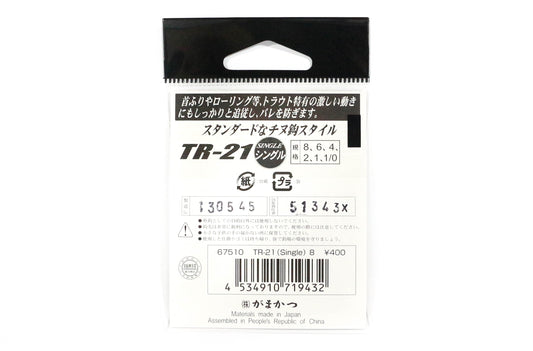 首ふりやローリング等、トラウト特有の激しい動き
にもしっかりと追従し、バレを防ぎます。
スタンダードなチヌ鈎スタイル
TR-21 SINGLE シングル
規格 8、6、4、2、1、1/0
紙 プラ
130545 51343X
67510 TR-21(Single) 8 ¥400
4 534910 719432
㈱がまかつ
Materials made in Japan
Assembled in People's Republic of China